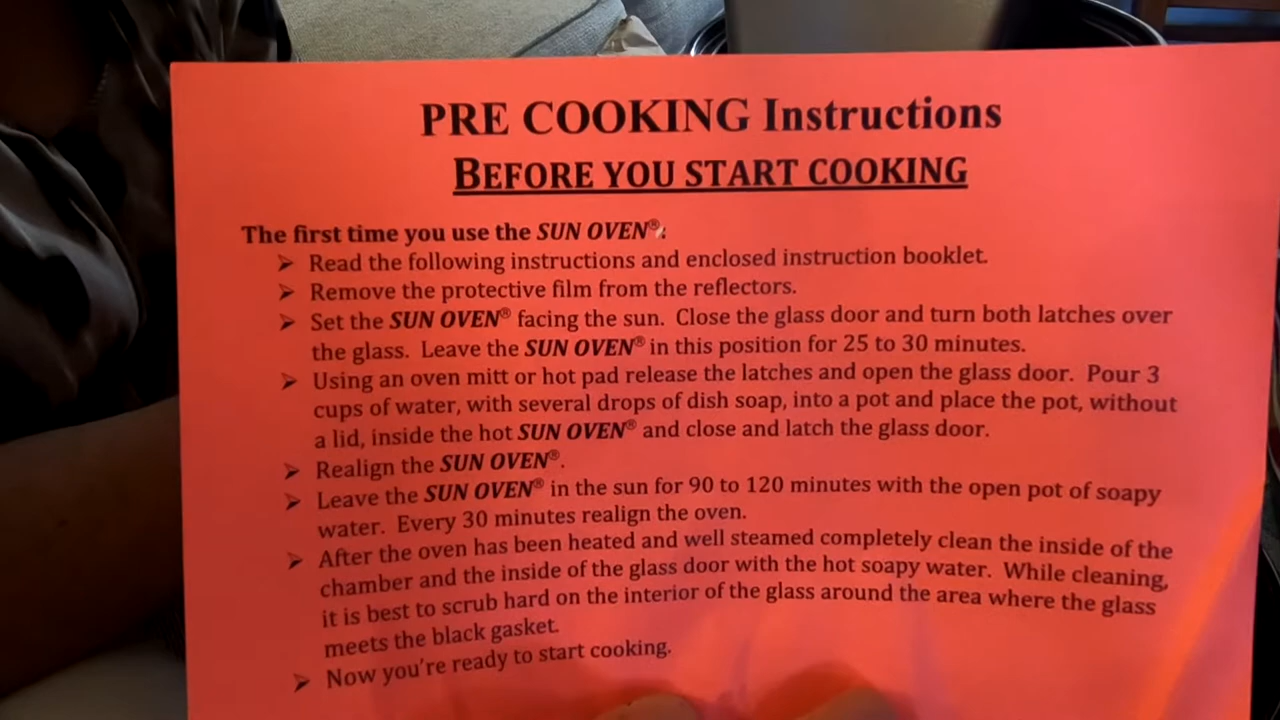 PRE COOKING Instructions
BEFORE YOU START COOKING
The first time you use the SUN OVEN®:
➢ Read the following instructions and enclosed instruction booklet.
➢ Remove the protective film from the reflectors.
➢ Set the SUN OVEN® facing the sun. Close the glass door and turn both latches over
the glass. Leave the SUN OVEN® in this position for 25 to 30 minutes.
➢ Using an oven mitt or hot pad release the latches and open the glass door. Pour 3
cups of water, with several drops of dish soap, into a pot and place the pot, without
a lid, inside the hot SUN OVEN® and close and latch the glass door.
➢ Realign the SUN OVEN®.
➢ Leave the SUN OVEN® in the sun for 90 to 120 minutes with the open pot of soapy
water. Every 30 minutes realign the oven.
➢ After the oven has been heated and well steamed completely clean the inside of the
chamber and the inside of the glass door with the hot soapy water. While cleaning,
it is best to scrub hard on the interior of the glass around the area where the glass
meets the black gasket.
➢ Now you're ready to start cooking.